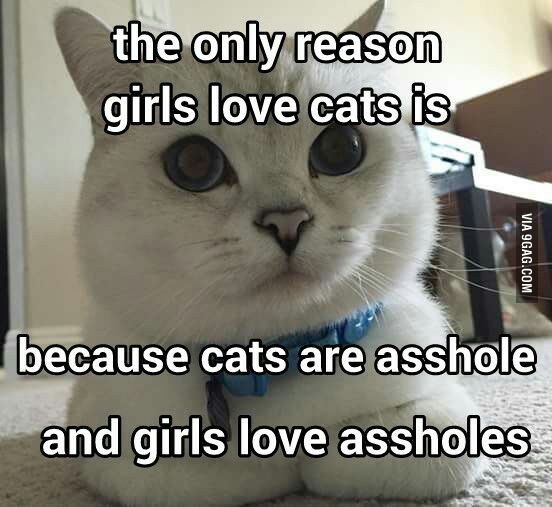 the only reason
girls love cats is
VIA 9GAG.COM
because cats are asshole
and girls love assholes